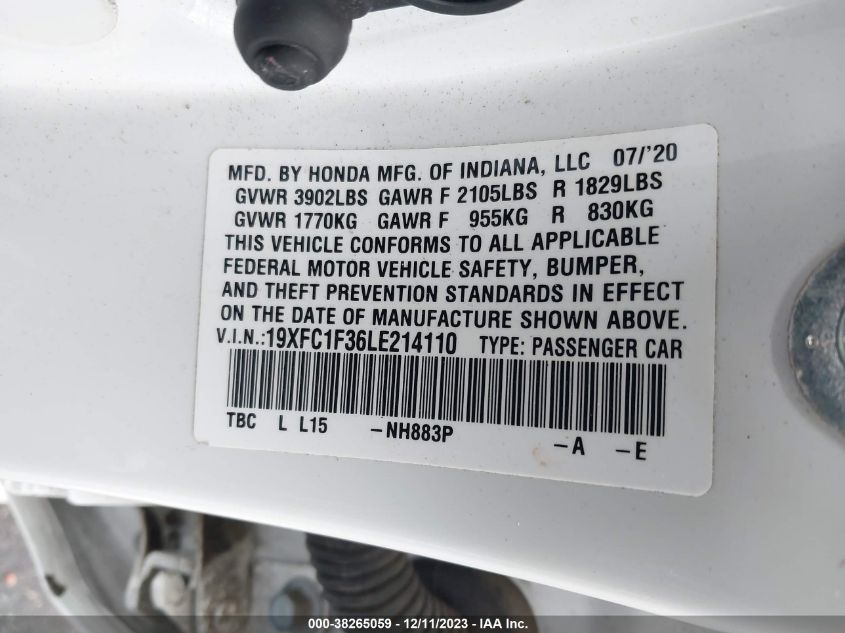 MFD. BY HONDA MFG. OF INDIANA, LLC 07/'20
GVWR 3902LBS GAWR F 2105LBS R 1829LBS
GVWR 1770KG GAWR F 955KG R 830KG
THIS VEHICLE CONFORMS TO ALL APPLICABLE
FEDERAL MOTOR VEHICLE SAFETY, BUMPER,
AND THEFT PREVENTION STANDARDS IN EFFECT
ON THE DATE OF MANUFACTURE SHOWN ABOVE.
V.I.N.:19XFC1F36LE214110 TYPE: PASSENGER CAR
TBC L L15 -NH883P -A -E
000-38265059 - 12/11/2023 - IAA Inc.